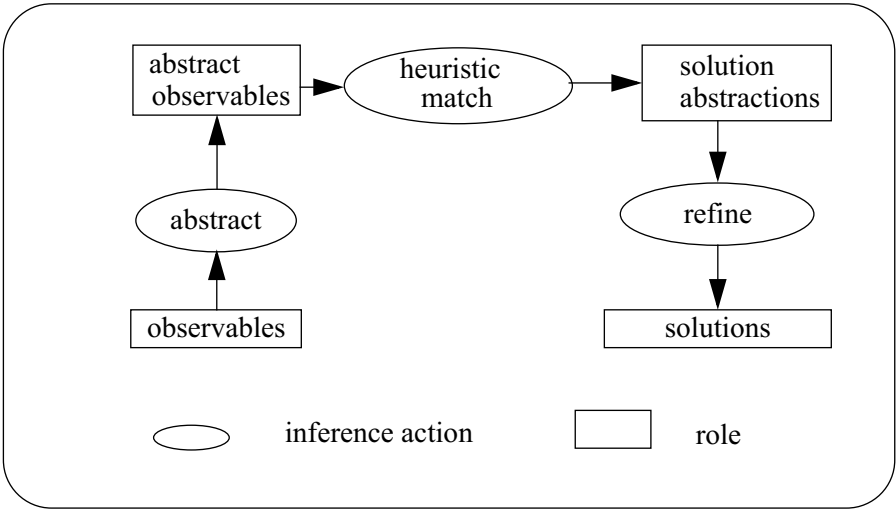 abstract
observables
heuristic
match
solution
abstractions
abstract
refine
observables
solutions
inference action
role